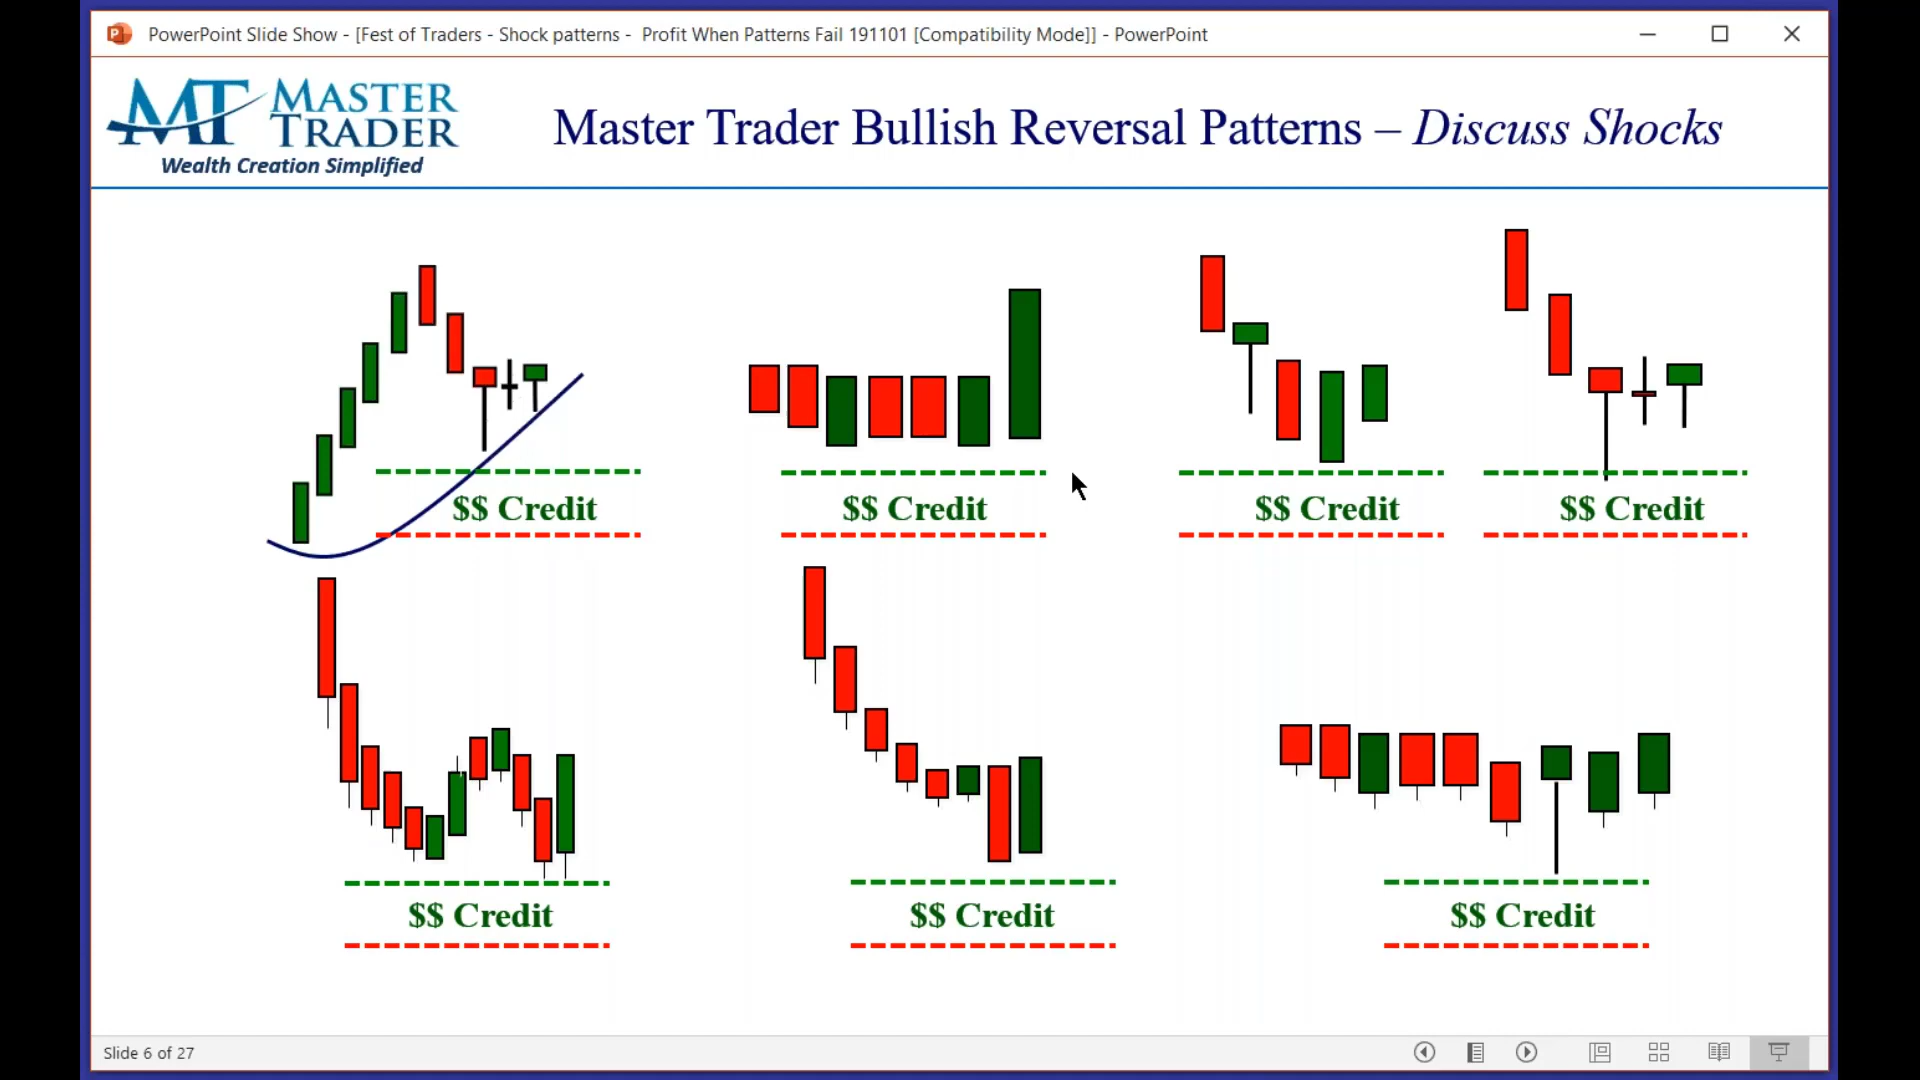 PowerPoint Slide Show - [Fest of Traders - Shock patterns -  Profit When Patterns Fail 191101 [Compatibility Mode]] - PowerPoint
MT MASTER TRADER
Wealth Creation Simplified
Master Trader Bullish Reversal Patterns – Discuss Shocks
$$ Credit
$$ Credit
$$ Credit
$$ Credit
$$ Credit
$$ Credit
$$ Credit
Slide 6 of 27